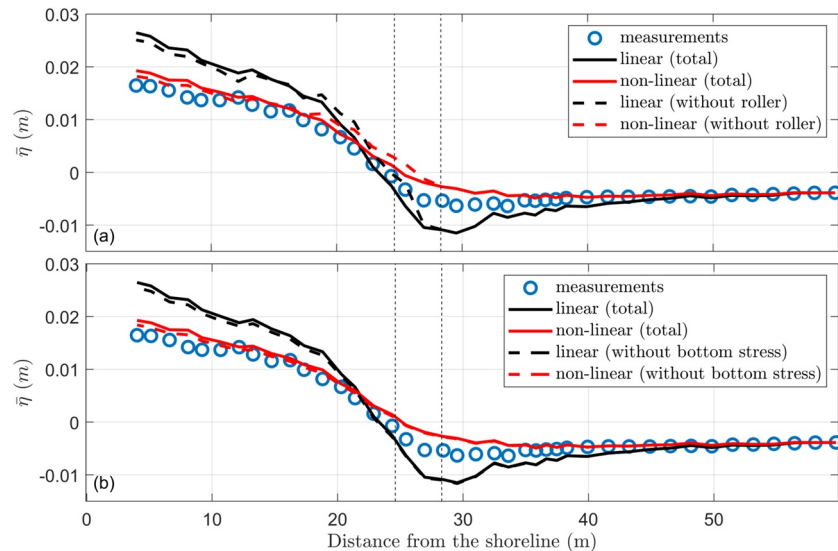 0.03
0.02
0.01
0
-0.01
η̄ (m)
(a)
measurements
linear (total)
non-linear (total)
linear (without roller)
non-linear (without roller)
0.03
0.02
0.01
0
-0.01
η̄ (m)
(b)
measurements
linear (total)
non-linear (total)
linear (without bottom stress)
non-linear (without bottom stress)
0 10 20 30 40 50
Distance from the shoreline (m)